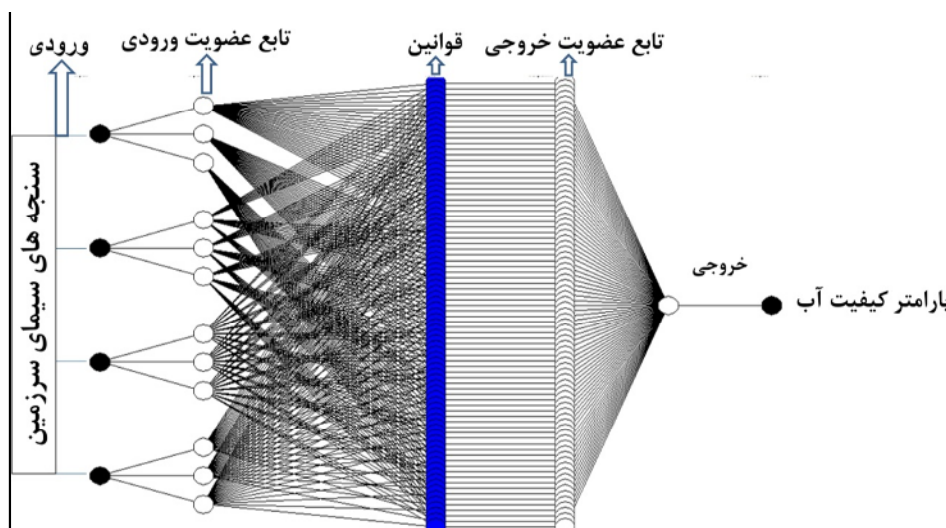 ورودی
تابع عضویت ورودی
قوانین
تابع عضویت خروجی
سنجه های سیمای سرزمین
خروجی
پارامتر کیفیت آب